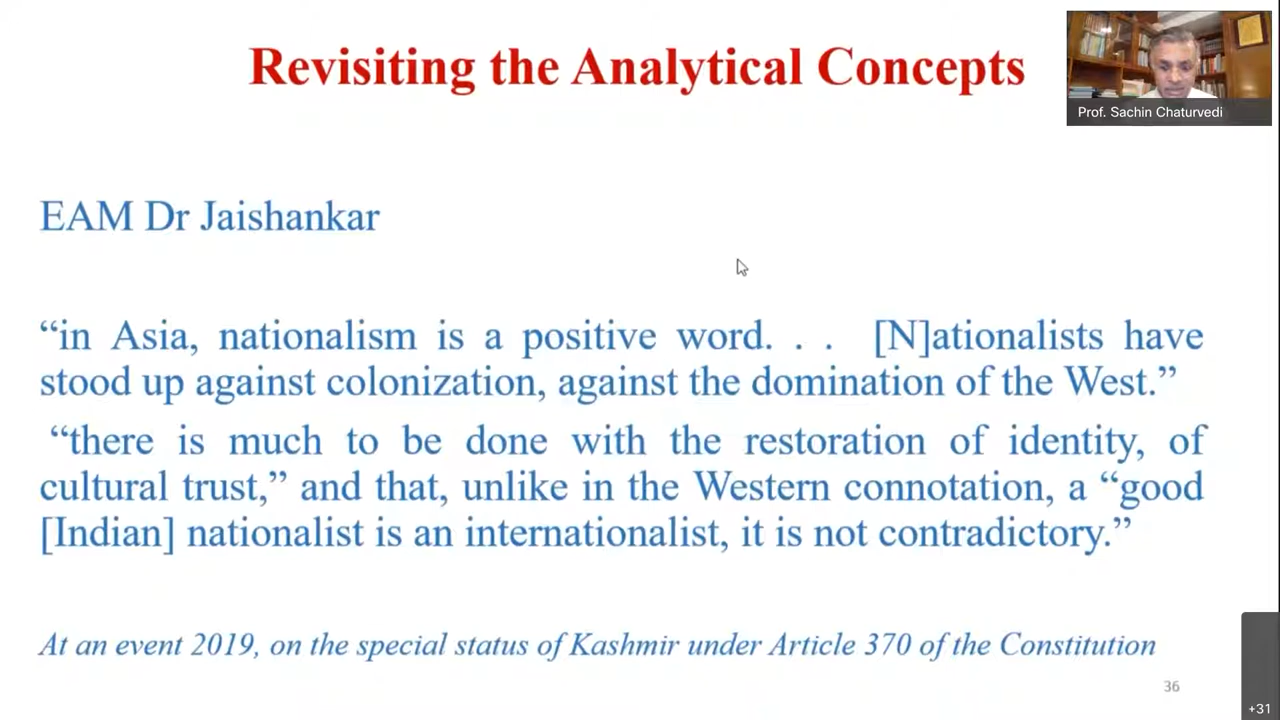 Revisiting the Analytical Concepts
Prof. Sachin Chaturvedi
EAM Dr Jaishankar
“in Asia, nationalism is a positive word. . . [N]ationalists have
stood up against colonization, against the domination of the West.”
“there is much to be done with the restoration of identity, of
cultural trust,” and that, unlike in the Western connotation, a “good
[Indian] nationalist is an internationalist, it is not contradictory.”
At an event 2019, on the special status of Kashmir under Article 370 of the Constitution
36
+31